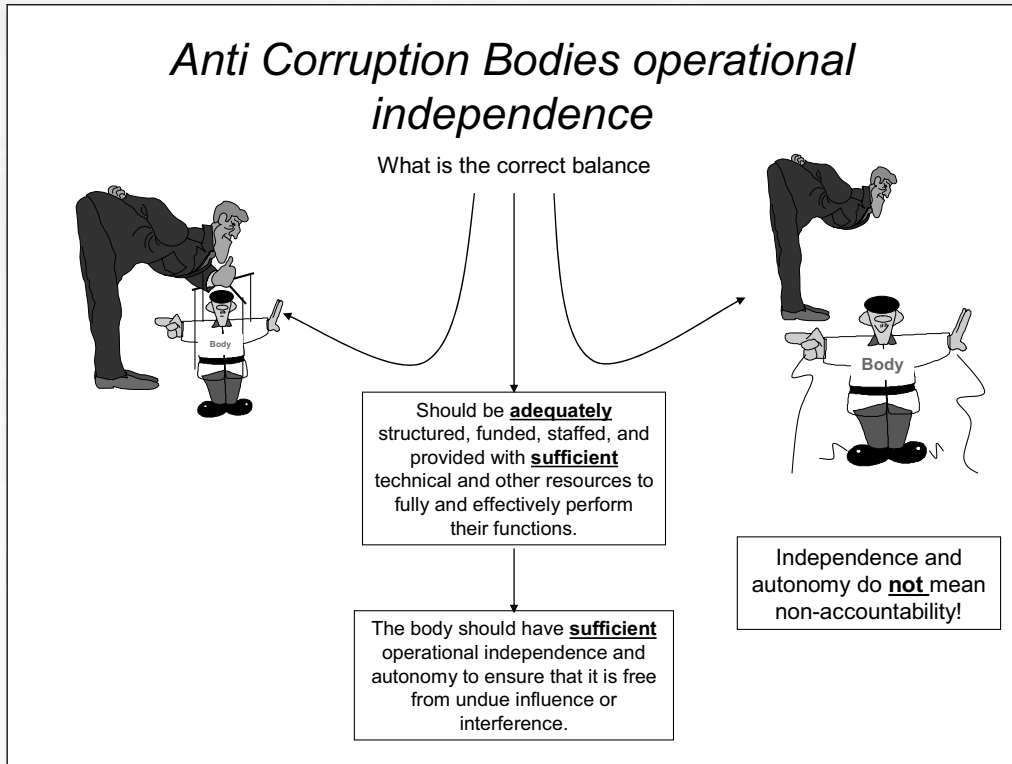 Anti Corruption Bodies operational
independence
What is the correct balance
Body
Body
Should be adequately
structured, funded, staffed, and
provided with sufficient
technical and other resources to
fully and effectively perform
their functions.
Independence and
autonomy do not mean
non-accountability!
The body should have sufficient
operational independence and
autonomy to ensure that it is free
from undue influence or
interference.